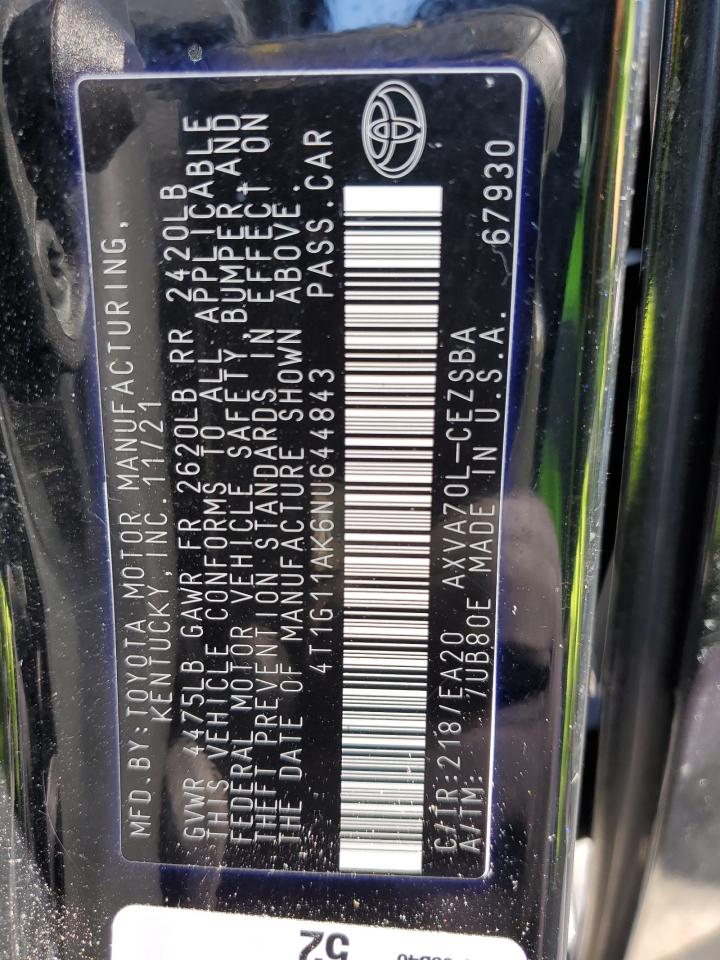 MFD.BY:TOYOTA MOTOR MANUFACTURING,
KENTUCKY, INC. 11/21
GVWR 4475LB GAWR FR 2620LB RR 2420LB
THIS VEHICLE CONFORMS TO ALL APPLICABLE
FEDERAL MOTOR VEHICLE SAFETY, BUMPER, AND
THEFT PREVENTION STANDARDS IN EFFECT ON
THE DATE OF MANUFACTURE SHOWN ABOVE.
4T1G11AK6NU644843 PASS.CAR
C/TR:218/EA20 AXVA70L-CEZSBA
A/TM: 7UB80E MADE IN U.S.A. 67930
52